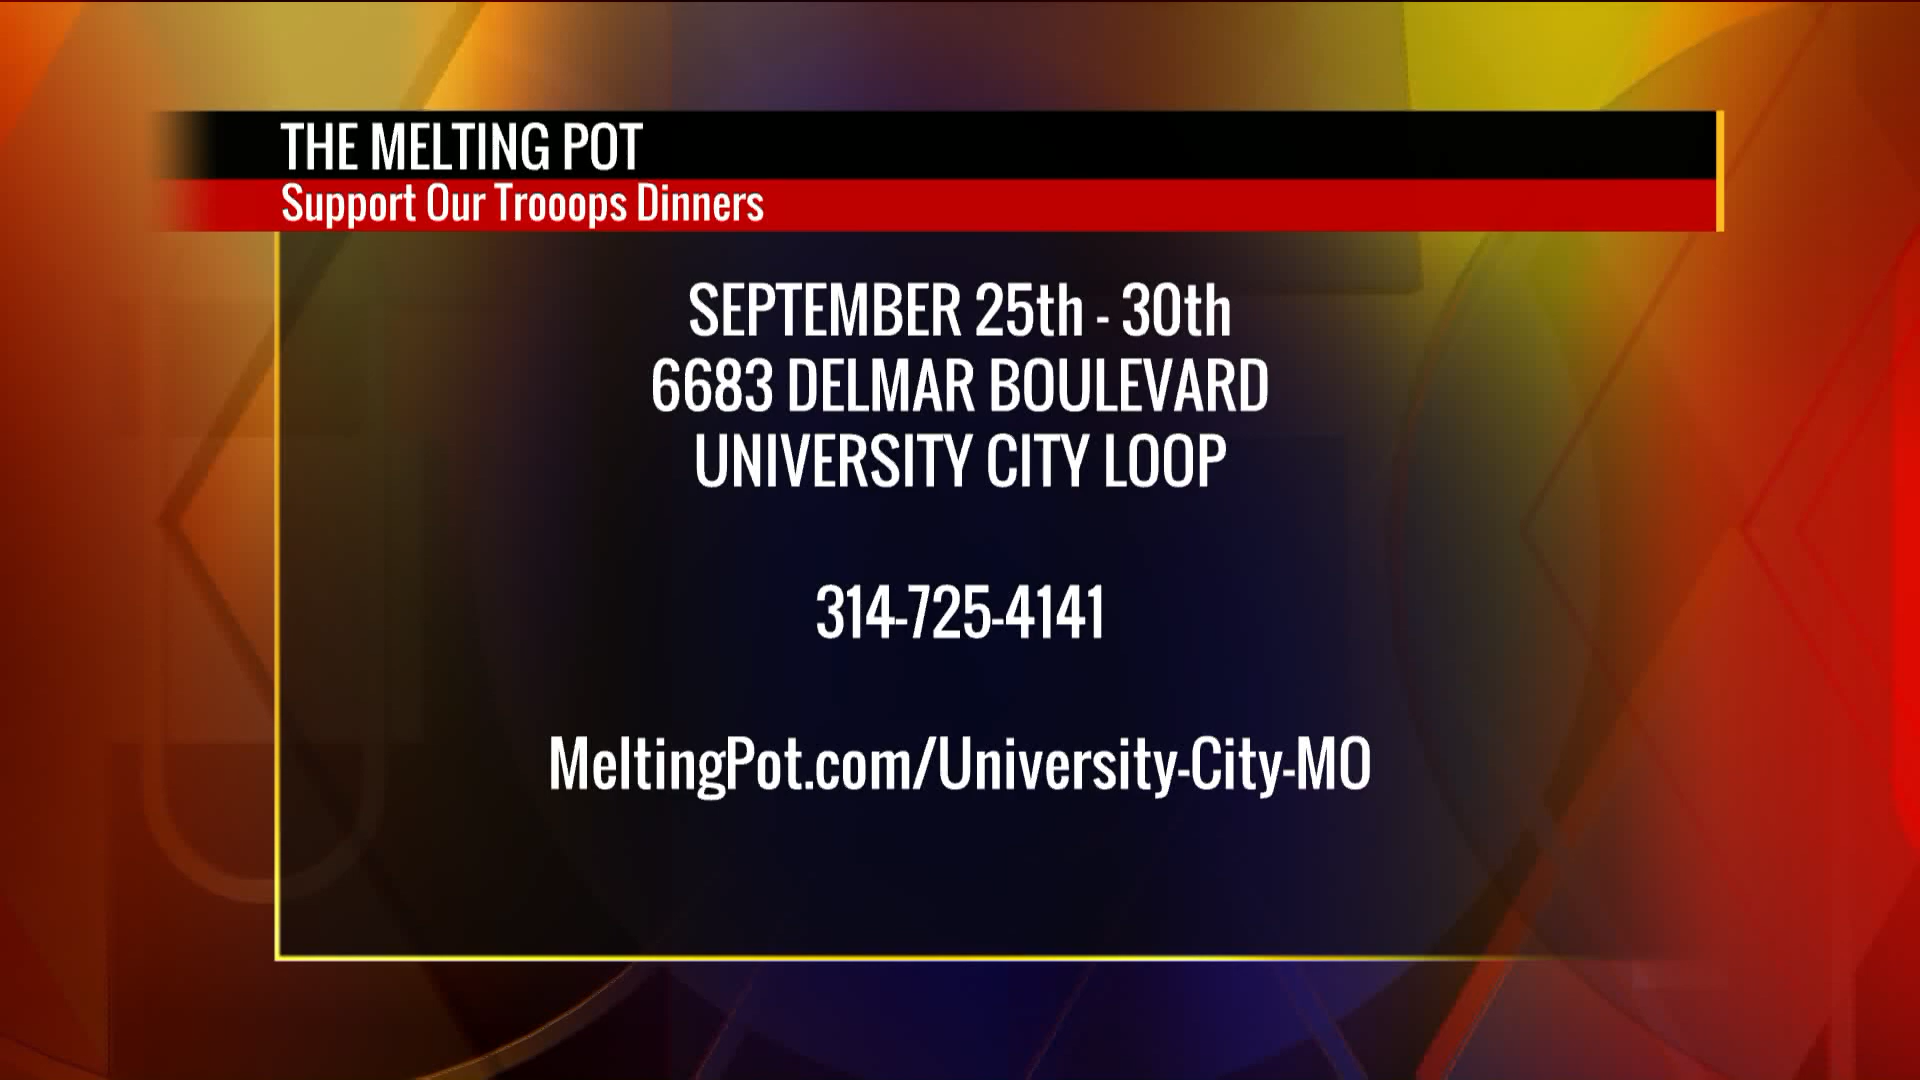 THE MELTING POT
Support Our Trooops Dinners
SEPTEMBER 25th - 30th
6683 DELMAR BOULEVARD
UNIVERSITY CITY LOOP
314-725-4141
MeltingPot.com/University-City-MO